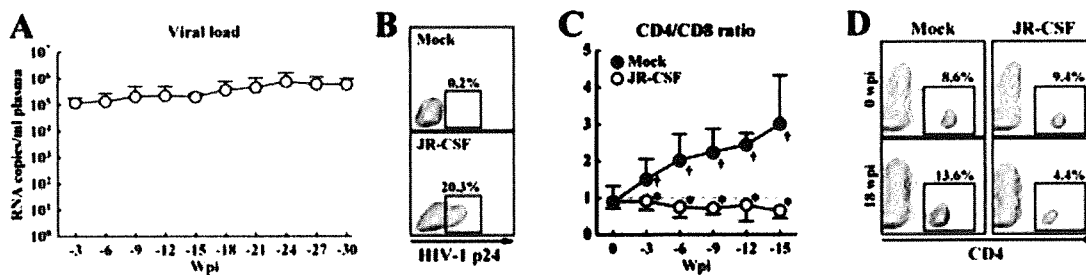 A
Viral load
RNA copies/ml plasma
10⁷
10⁶
10⁵
10⁴
10³
10²
10¹
10⁰
-3 -6 -9 -12 -15 -18 -21 -24 -27 -30
Wpi
B
Mock
0.2%
JR-CSF
20.3%
HIV-1 p24
C
CD4/CD8 ratio
Mock
JR-CSF
5
4
3
2
1
0
† † † † †
* * * * *
0 -3 -6 -9 -12 -15
Wpi
D
Mock JR-CSF
0 wpi
8.6% 9.4%
18 wpi
13.6% 4.4%
CD4